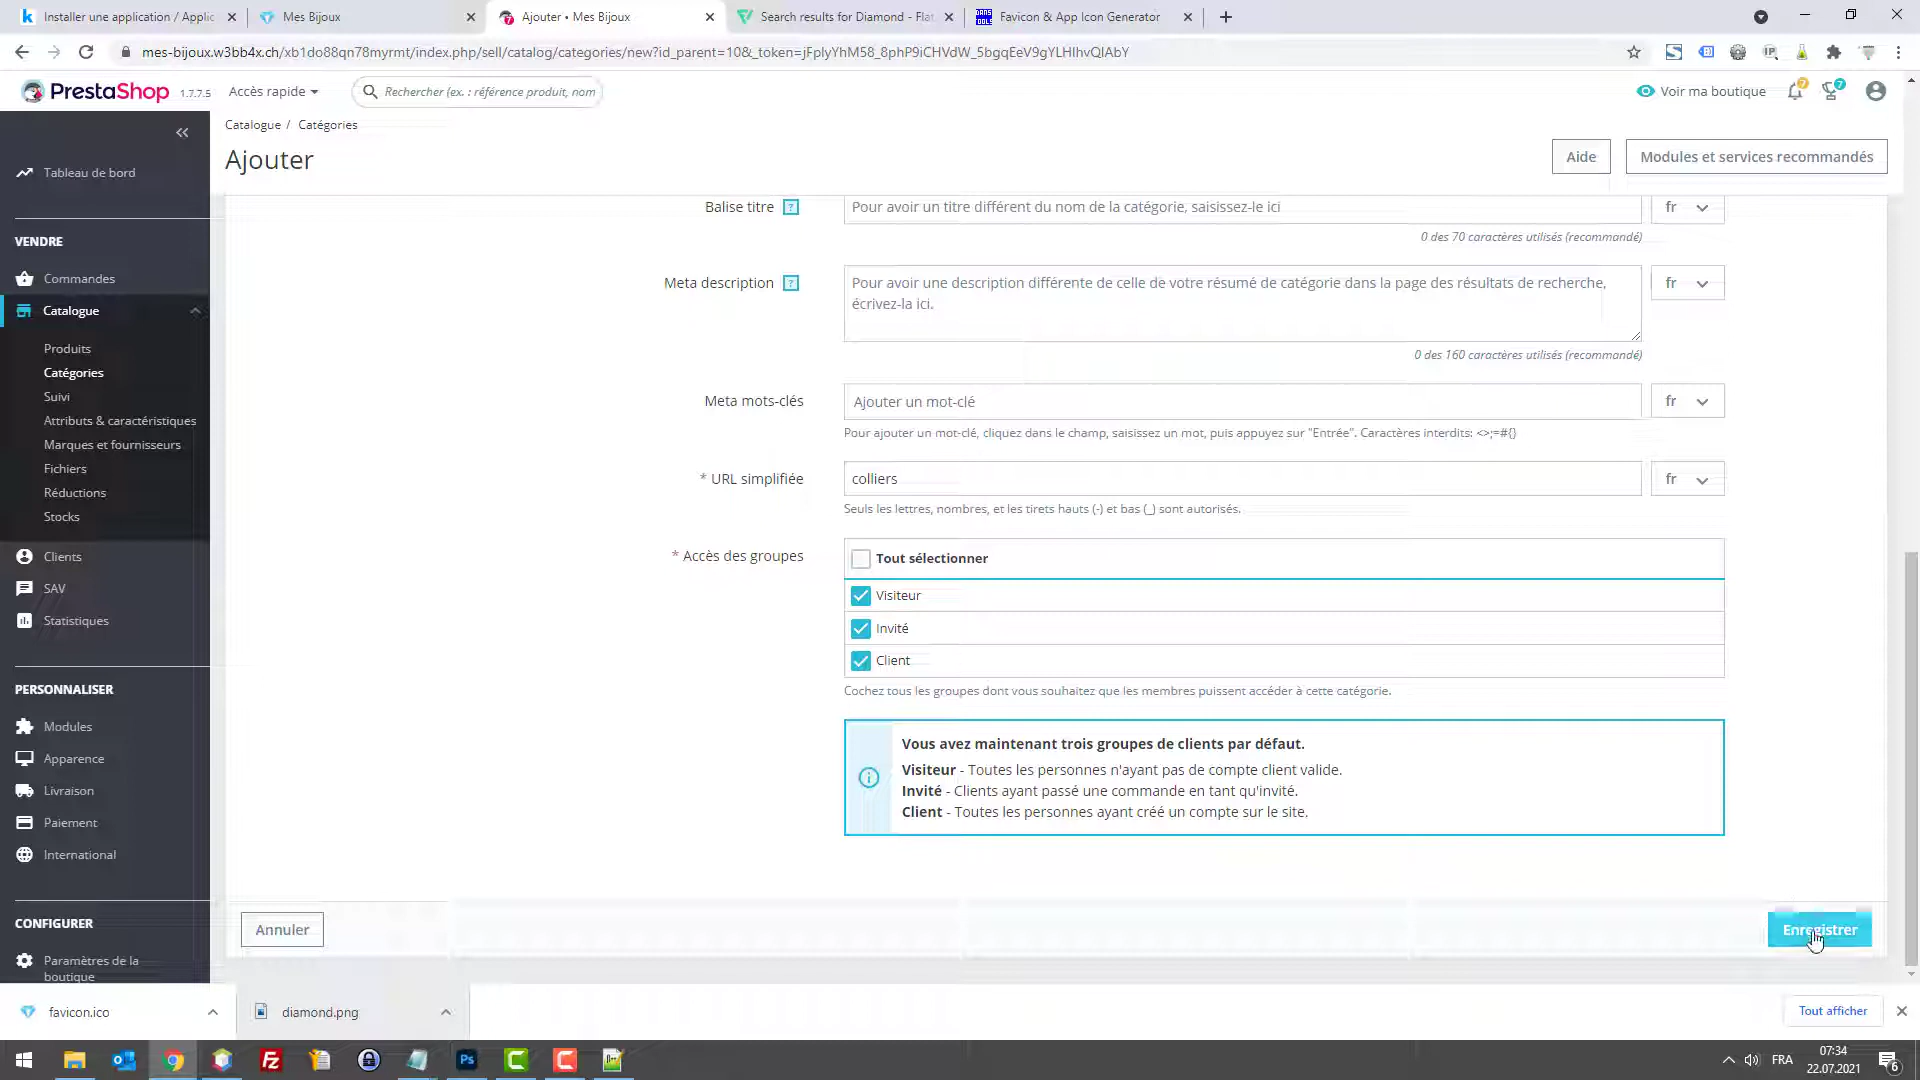 Installer une application / Applic
Mes Bijoux
Ajouter • Mes Bijoux
Search results for Diamond - Flat
Favicon & App Icon Generator
mes-bijoux.w3bb4x.ch/xb1do88qn78myrmt/index.php/sell/catalog/categories/new?id_parent=10&_token=jFplyYhM58_8phP9iCHVdW_5bgqEeV9gYLHIhvQIAbY
PrestaShop 1.7.7.5
Accès rapide
Rechercher (ex. : référence produit, nom
Voir ma boutique
7
7
Catalogue / Catégories
Ajouter
Aide
Modules et services recommandés
Tableau de bord
VENDRE
Commandes
Catalogue
Produits
Catégories
Suivi
Attributs & caractéristiques
Marques et fournisseurs
Fichiers
Réductions
Stocks
Clients
SAV
Statistiques
PERSONNALISER
Modules
Apparence
Livraison
Paiement
International
CONFIGURER
Paramètres de la
boutique
Balise titre ?
Pour avoir un titre différent du nom de la catégorie, saisissez-le ici
fr
0 des 70 caractères utilisés (recommandé)
Meta description ?
Pour avoir une description différente de celle de votre résumé de catégorie dans la page des résultats de recherche,
écrivez-la ici.
fr
0 des 160 caractères utilisés (recommandé)
Meta mots-clés
Ajouter un mot-clé
fr
Pour ajouter un mot-clé, cliquez dans le champ, saisissez un mot, puis appuyez sur "Entrée". Caractères interdits: <>;=#{}
* URL simplifiée
colliers
fr
Seuls les lettres, nombres, et les tirets hauts (-) et bas (_) sont autorisés.
* Accès des groupes
Tout sélectionner
Visiteur
Invité
Client
Cochez tous les groupes dont vous souhaitez que les membres puissent accéder à cette catégorie.
Vous avez maintenant trois groupes de clients par défaut.
Visiteur - Toutes les personnes n'ayant pas de compte client valide.
Invité - Clients ayant passé une commande en tant qu'invité.
Client - Toutes les personnes ayant créé un compte sur le site.
Annuler
Enregistrer
favicon.ico
diamond.png
Tout afficher
FRA
07:34
22.07.2021
6